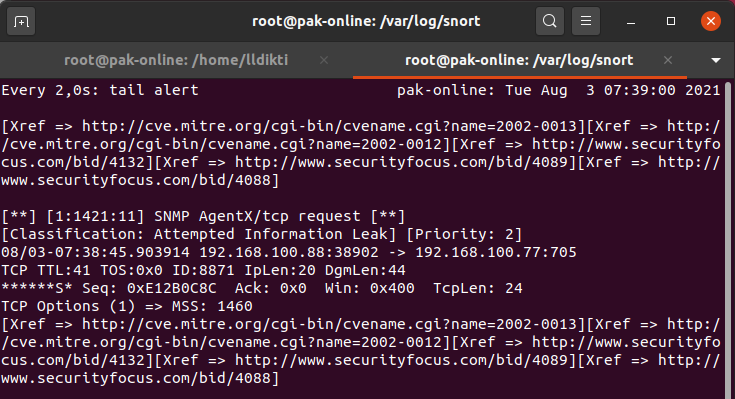 root@pak-online: /var/log/snort
root@pak-online: /home/lldikti
root@pak-online: /var/log/snort
Every 2,0s: tail alert pak-online: Tue Aug  3 07:39:00 2021
[Xref => http://cve.mitre.org/cgi-bin/cvename.cgi?name=2002-0013][Xref => http:/
/cve.mitre.org/cgi-bin/cvename.cgi?name=2002-0012][Xref => http://www.securityfo
cus.com/bid/4132][Xref => http://www.securityfocus.com/bid/4089][Xref => http://
www.securityfocus.com/bid/4088]
[**] [1:1421:11] SNMP AgentX/tcp request [**]
[Classification: Attempted Information Leak] [Priority: 2]
08/03-07:38:45.903914 192.168.100.88:38902 -> 192.168.100.77:705
TCP TTL:41 TOS:0x0 ID:8871 IpLen:20 DgmLen:44
******S* Seq: 0xE12B0C8C  Ack: 0x0  Win: 0x400  TcpLen: 24
TCP Options (1) => MSS: 1460
[Xref => http://cve.mitre.org/cgi-bin/cvename.cgi?name=2002-0013][Xref => http:/
/cve.mitre.org/cgi-bin/cvename.cgi?name=2002-0012][Xref => http://www.securityfo
cus.com/bid/4132][Xref => http://www.securityfocus.com/bid/4089][Xref => http://
www.securityfocus.com/bid/4088]